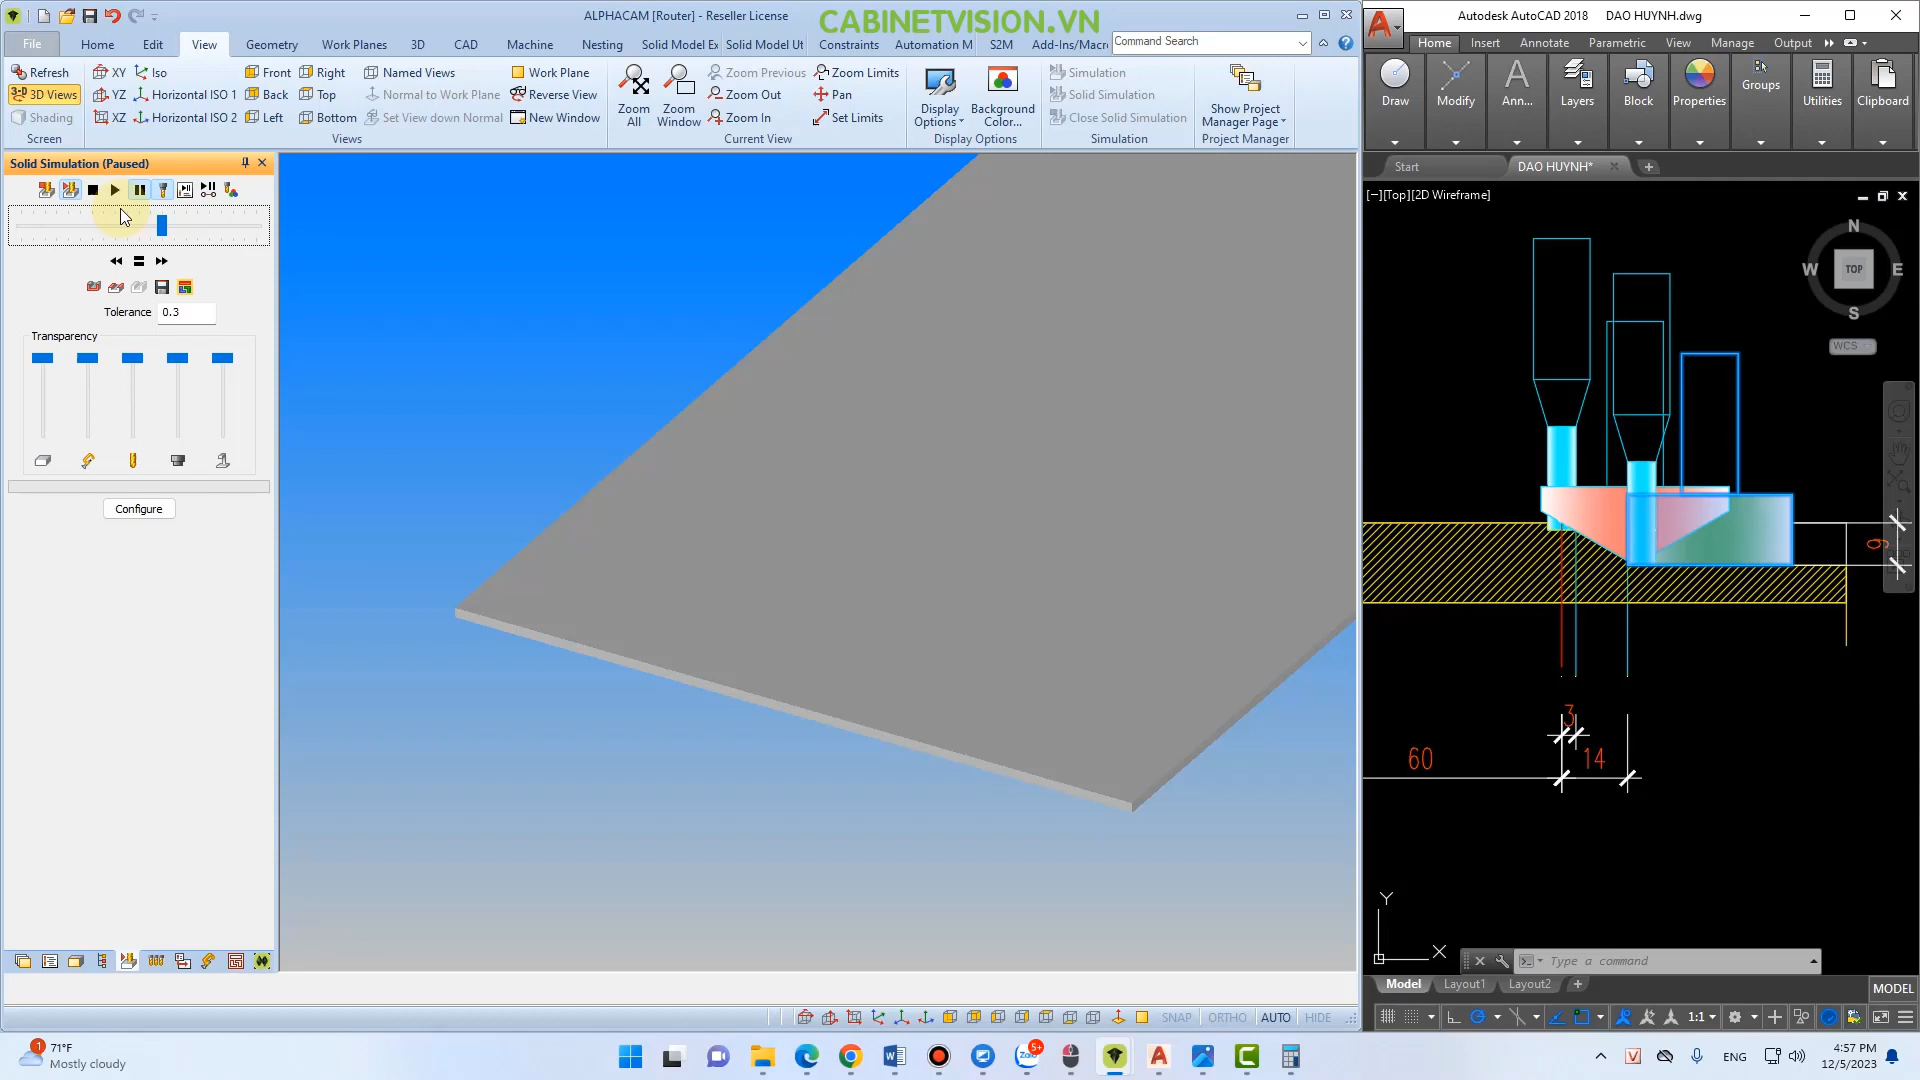 ALPHACAM [Router] - Reseller License
CABINETVISION.VN
File
Home
Edit
View
Geometry
Work Planes
3D
CAD
Machine
Nesting
Solid Model Ex
Solid Model Ut
Constraints
Automation M
S2M
Add-Ins/Macr
Command Search
Refresh
3D Views
Shading
Screen
XY
YZ
XZ
Iso
Horizontal ISO 1
Horizontal ISO 2
Front
Back
Left
Right
Top
Bottom
Views
Named Views
Normal to Work Plane
Set View down Normal
Work Plane
Reverse View
New Window
Zoom All
Zoom Window
Zoom Previous
Zoom Out
Zoom In
Zoom Limits
Pan
Set Limits
Current View
Display Options
Background Color...
Display Options
Simulation
Solid Simulation
Close Solid Simulation
Simulation
Show Project Manager Page
Project Manager
Solid Simulation (Paused)
Tolerance 0.3
Transparency
Configure
SNAP ORTHO AUTO HIDE
Autodesk AutoCAD 2018 DAO HUYNH.dwg
Home Insert Annotate Parametric View Manage Output
Draw
Modify
Ann...
Layers
Block
Properties
Groups
Utilities
Clipboard
Start
DAO HUYNH*
[−][Top][2D Wireframe]
N
W
TOP
E
S
WCS
9
3
60
14
Y
X
Type a command
Model Layout1 Layout2
MODEL
1:1
1
71°F
Mostly cloudy
5+
ENG
4:57 PM
12/5/2023